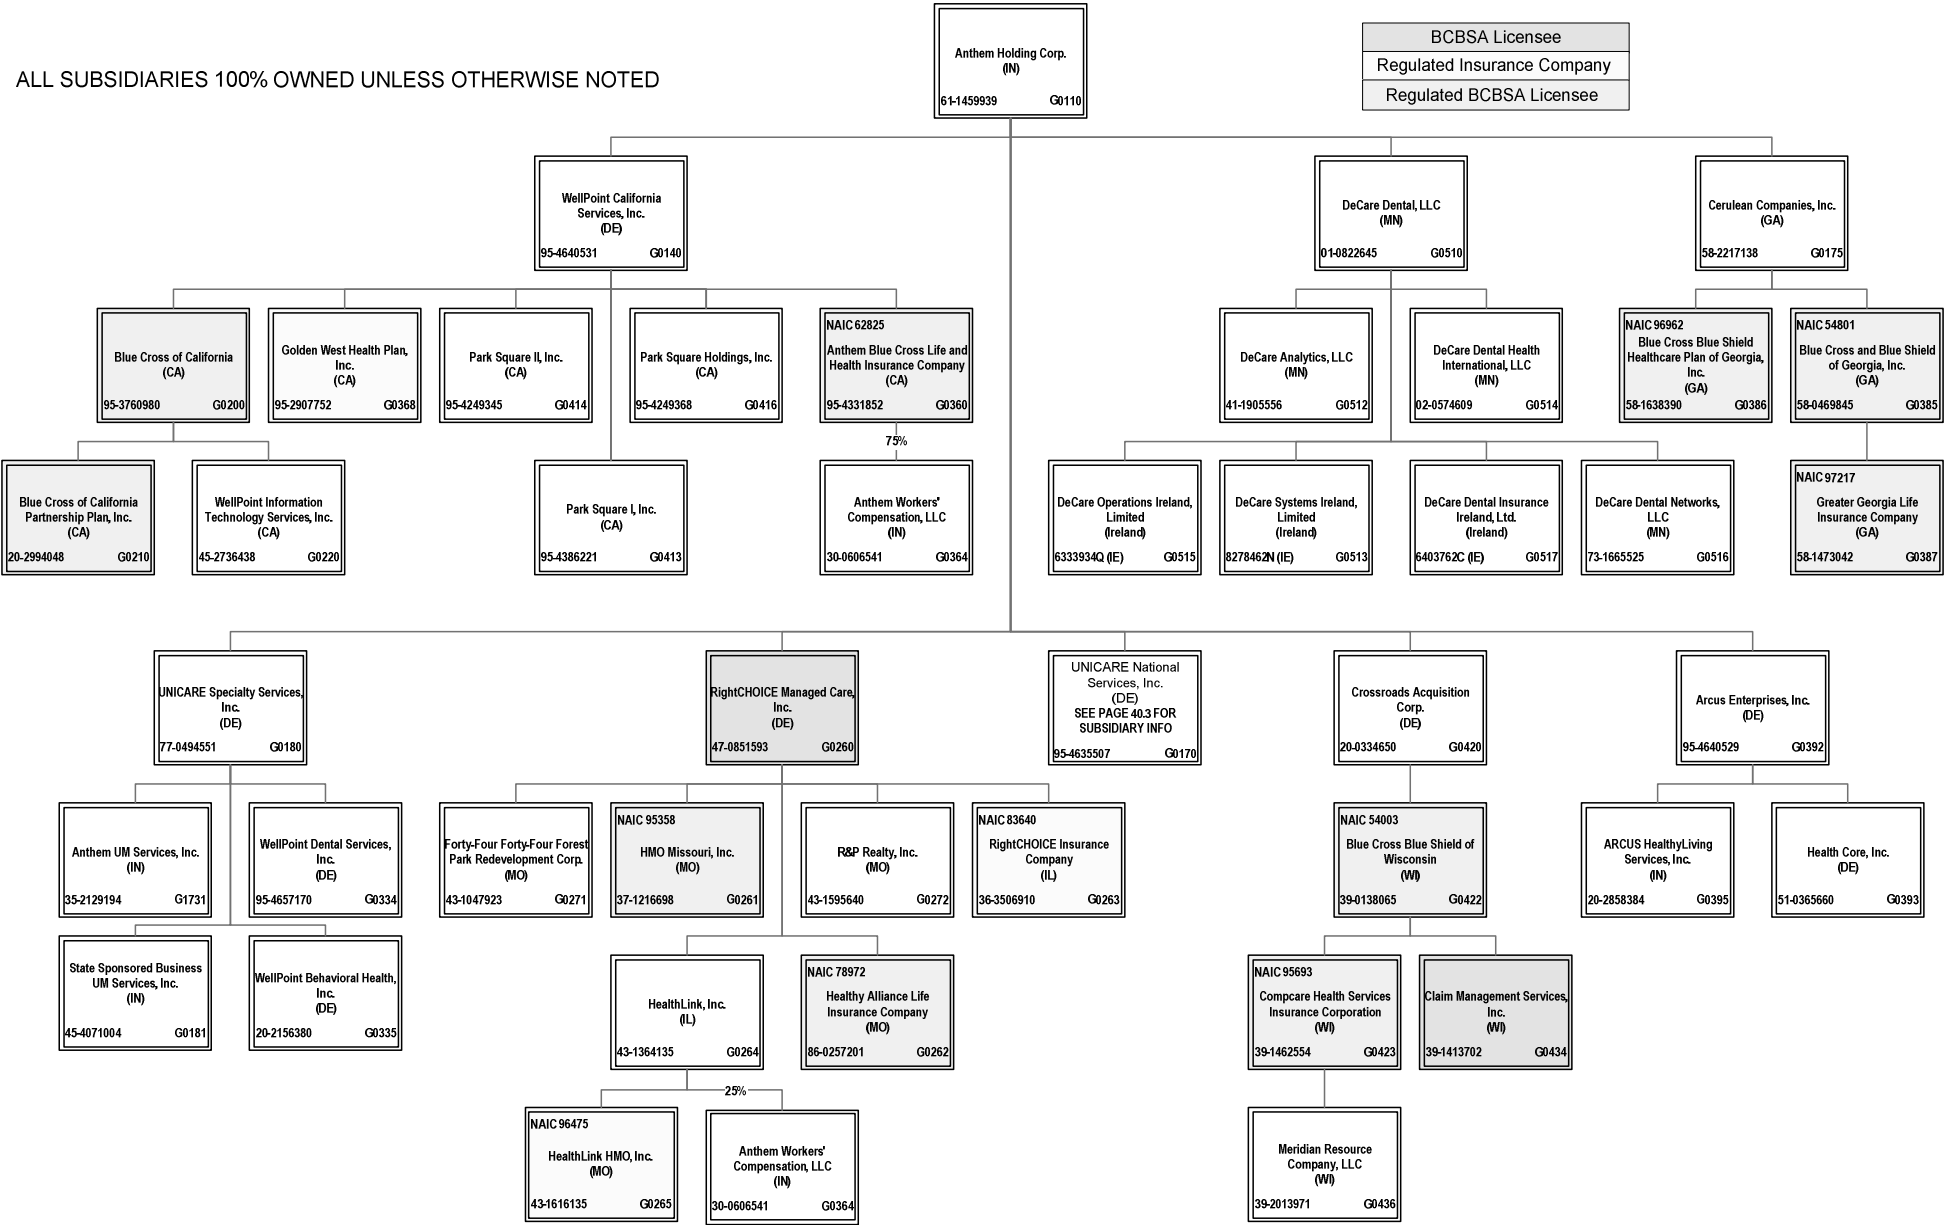 Anthem Holding Corp.
(IN)
61-1459939 G0110
BCBSA Licensee
Regulated Insurance Company
Regulated BCBSA Licensee
ALL SUBSIDIARIES 100% OWNED UNLESS OTHERWISE NOTED
WellPoint California
Services, Inc.
(DE)
95-4640531 G0140
DeCare Dental, LLC
(MN)
01-0822645 G0510
Cerulean Companies, Inc.
(GA)
58-2217138 G0175
Blue Cross of California
(CA)
95-3760980 G0200
Golden West Health Plan,
Inc.
(CA)
95-2907752 G0368
Park Square II, Inc.
(CA)
95-4249345 G0414
Park Square Holdings, Inc.
(CA)
95-4249368 G0416
NAIC 62825
Anthem Blue Cross Life and
Health Insurance Company
(CA)
95-4331852 G0360
DeCare Analytics, LLC
(MN)
41-1905556 G0512
DeCare Dental Health
International, LLC
(MN)
02-0574609 G0514
NAIC 96962
Blue Cross Blue Shield
Healthcare Plan of Georgia,
Inc.
(GA)
58-1638390 G0386
NAIC 54801
Blue Cross and Blue Shield
of Georgia, Inc.
(GA)
58-0469845 G0385
75%
Blue Cross of California
Partnership Plan, Inc.
(CA)
20-2994048 G0210
WellPoint Information
Technology Services, Inc.
(CA)
45-2736438 G0220
Park Square I, Inc.
(CA)
95-4386221 G0413
Anthem Workers'
Compensation, LLC
(IN)
30-0606541 G0364
DeCare Operations Ireland,
Limited
(Ireland)
6333934Q (IE) G0515
DeCare Systems Ireland,
Limited
(Ireland)
8278462N (IE) G0513
DeCare Dental Insurance
Ireland, Ltd.
(Ireland)
6403762C (IE) G0517
DeCare Dental Networks,
LLC
(MN)
73-1665525 G0516
NAIC 97217
Greater Georgia Life
Insurance Company
(GA)
58-1473042 G0387
UNICARE Specialty Services,
Inc.
(DE)
77-0494551 G0180
RightCHOICE Managed Care,
Inc.
(DE)
47-0851593 G0260
UNICARE National
Services, Inc.
(DE)
SEE PAGE 40.3 FOR
SUBSIDIARY INFO
95-4635507 G0170
Crossroads Acquisition
Corp.
(DE)
20-0334650 G0420
Arcus Enterprises, Inc.
(DE)
95-4640529 G0392
Anthem UM Services, Inc.
(IN)
35-2129194 G1731
WellPoint Dental Services,
Inc.
(DE)
95-4657170 G0334
Forty-Four Forty-Four Forest
Park Redevelopment Corp.
(MO)
43-1047923 G0271
NAIC 95358
HMO Missouri, Inc.
(MO)
37-1216698 G0261
R&P Realty, Inc.
(MO)
43-1595640 G0272
NAIC 83640
RightCHOICE Insurance
Company
(IL)
36-3506910 G0263
NAIC 54003
Blue Cross Blue Shield of
Wisconsin
(WI)
39-0138065 G0422
ARCUS HealthyLiving
Services, Inc.
(IN)
20-2858384 G0395
Health Core, Inc.
(DE)
51-0365660 G0393
State Sponsored Business
UM Services, Inc.
(IN)
45-4071004 G0181
WellPoint Behavioral Health,
Inc.
(DE)
20-2156380 G0335
HealthLink, Inc.
(IL)
43-1364135 G0264
NAIC 78972
Healthy Alliance Life
Insurance Company
(MO)
86-0257201 G0262
NAIC 95693
Compcare Health Services
Insurance Corporation
(WI)
39-1462554 G0423
Claim Management Services,
Inc.
(WI)
39-1413702 G0434
25%
NAIC 96475
HealthLink HMO, Inc.
(MO)
43-1616135 G0265
Anthem Workers'
Compensation, LLC
(IN)
30-0606541 G0364
Meridian Resource
Company, LLC
(WI)
39-2013971 G0436